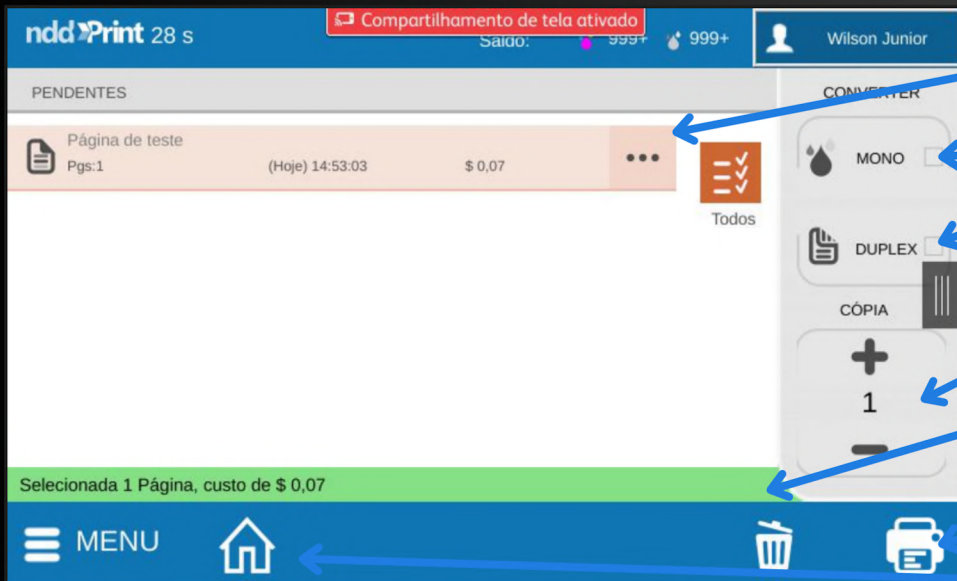 ndd Print 28 s
Compartilhamento de tela ativado
Saldo: 999+ 999+
Wilson Junior
PENDENTES
CONVERTER
Página de teste
Pgs:1 (Hoje) 14:53:03 $ 0,07
Todos
MONO
DUPLEX
CÓPIA
1
Selecionada 1 Página, custo de $ 0,07
MENU